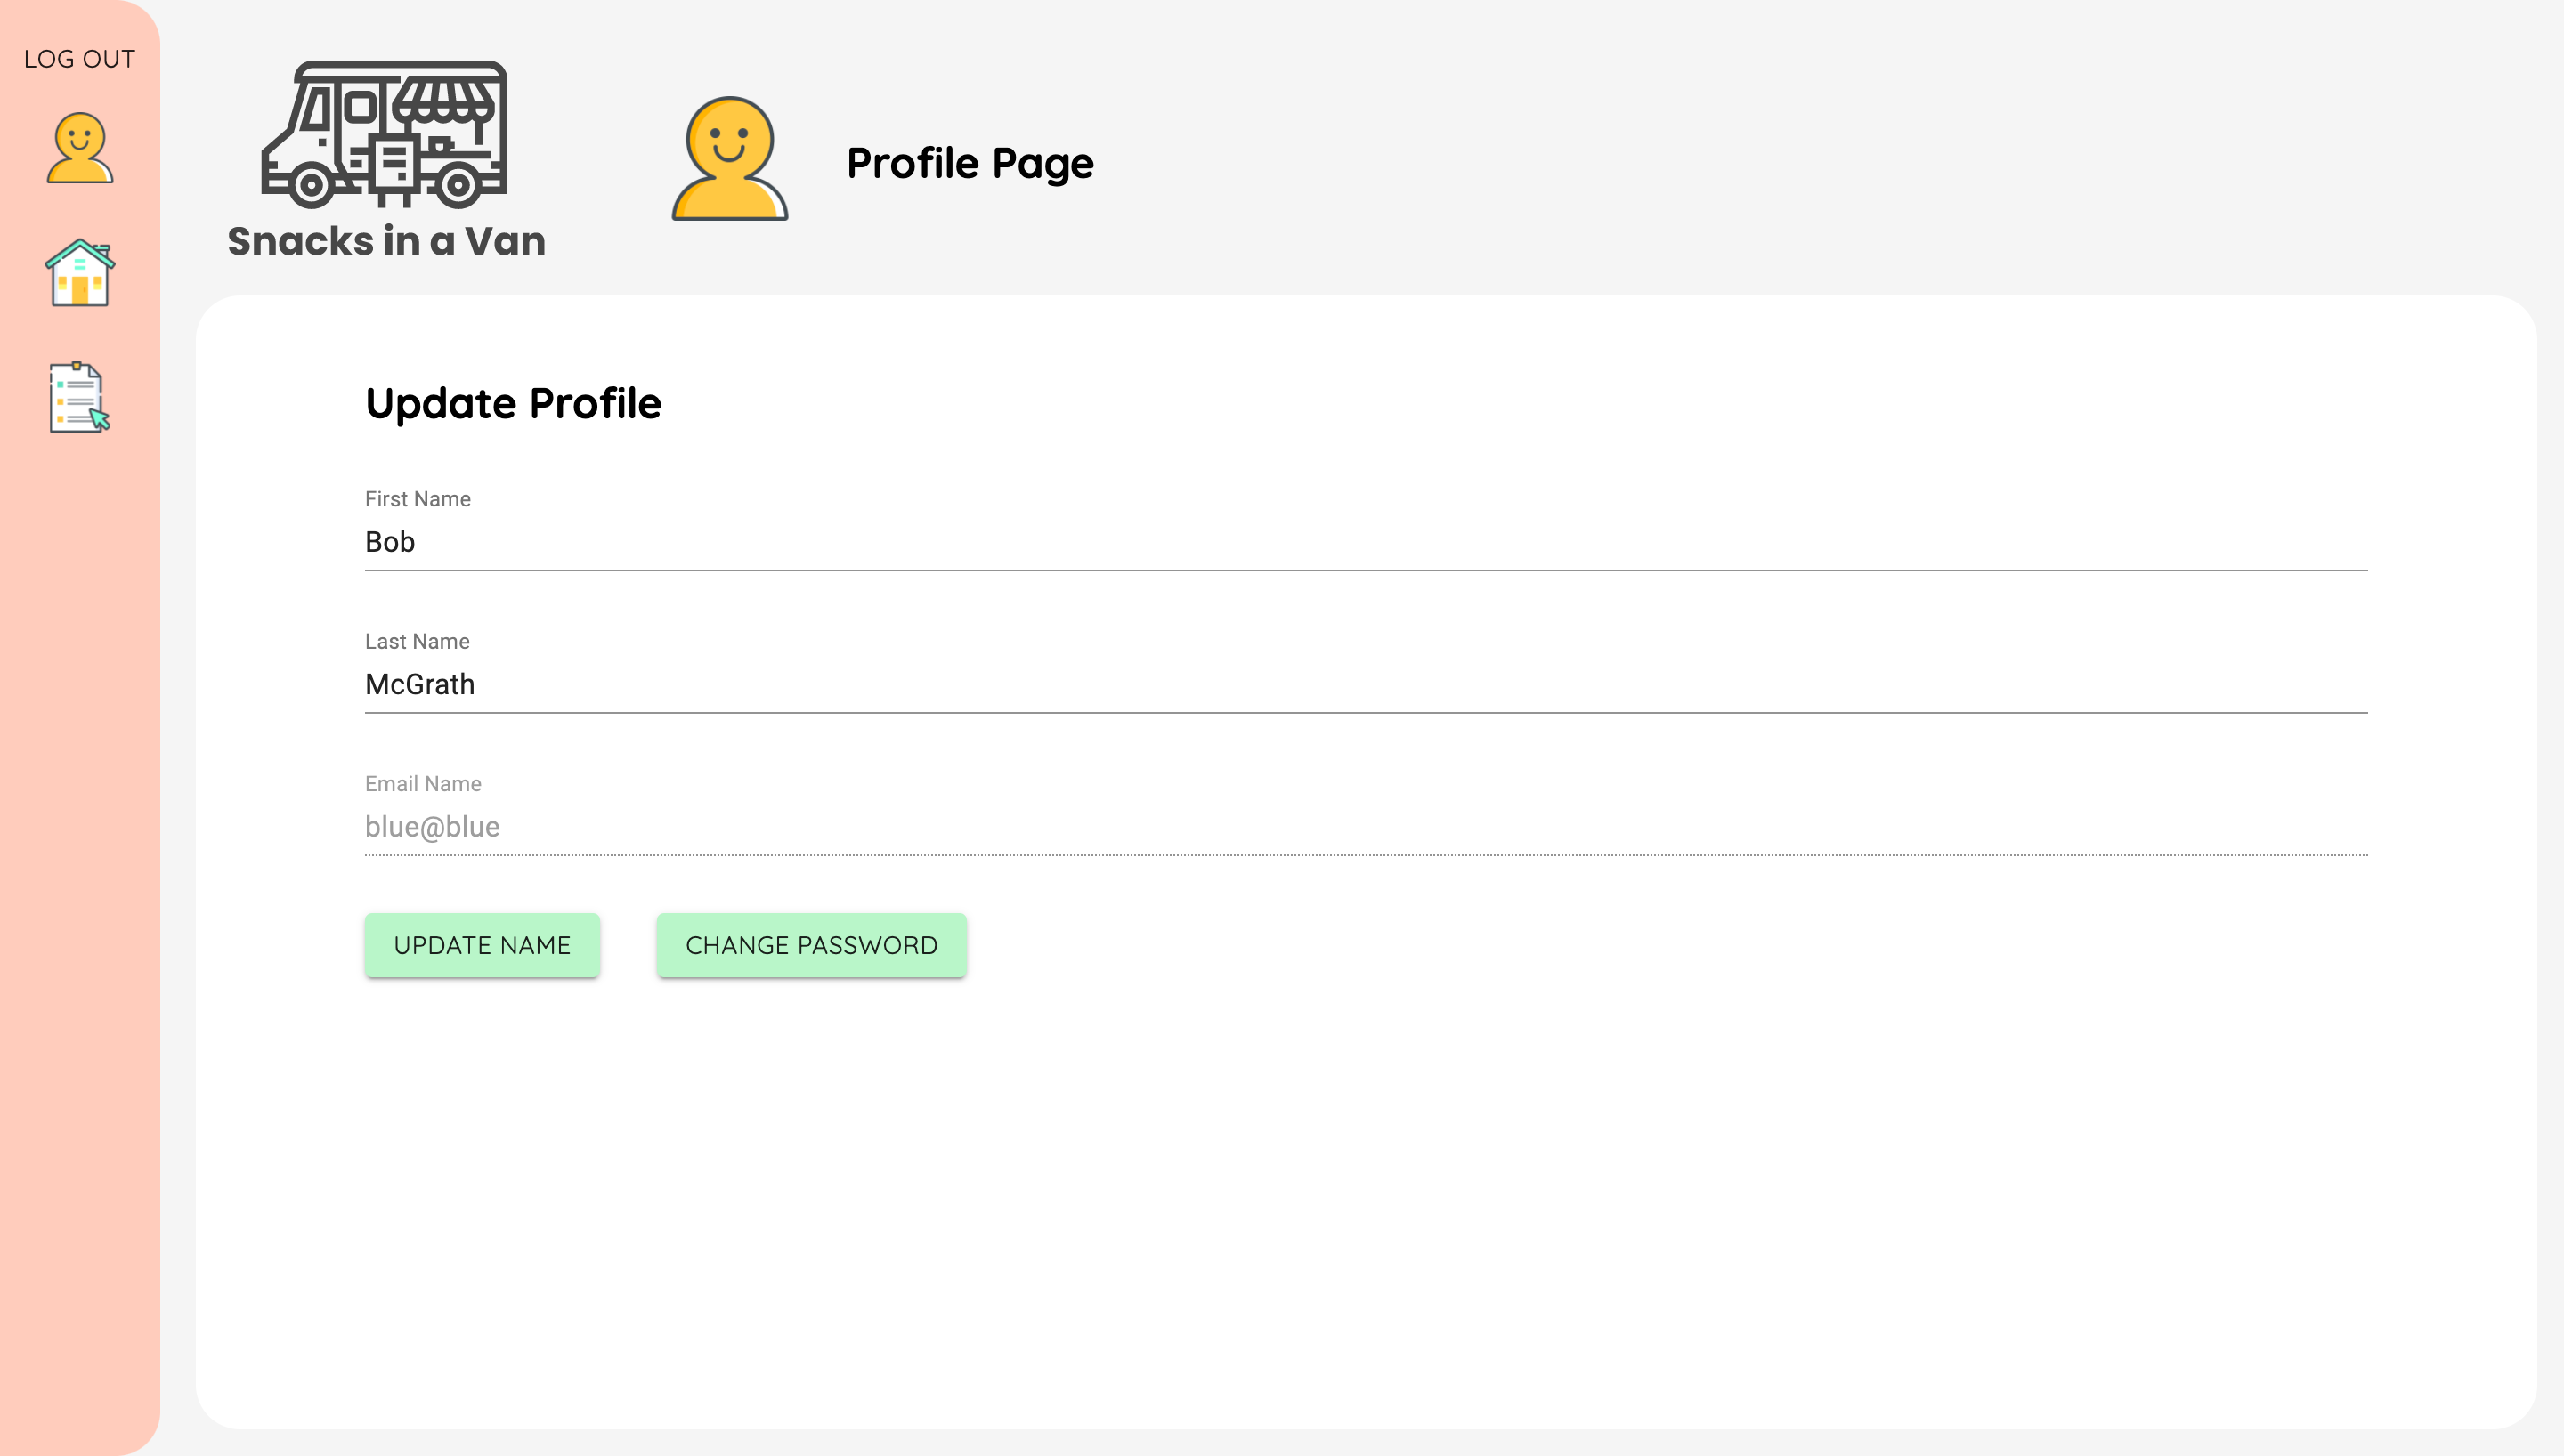 LOG OUT
Snacks in a Van
Profile Page
Update Profile
First Name
Bob
Last Name
McGrath
Email Name
blue@blue
UPDATE NAME
CHANGE PASSWORD